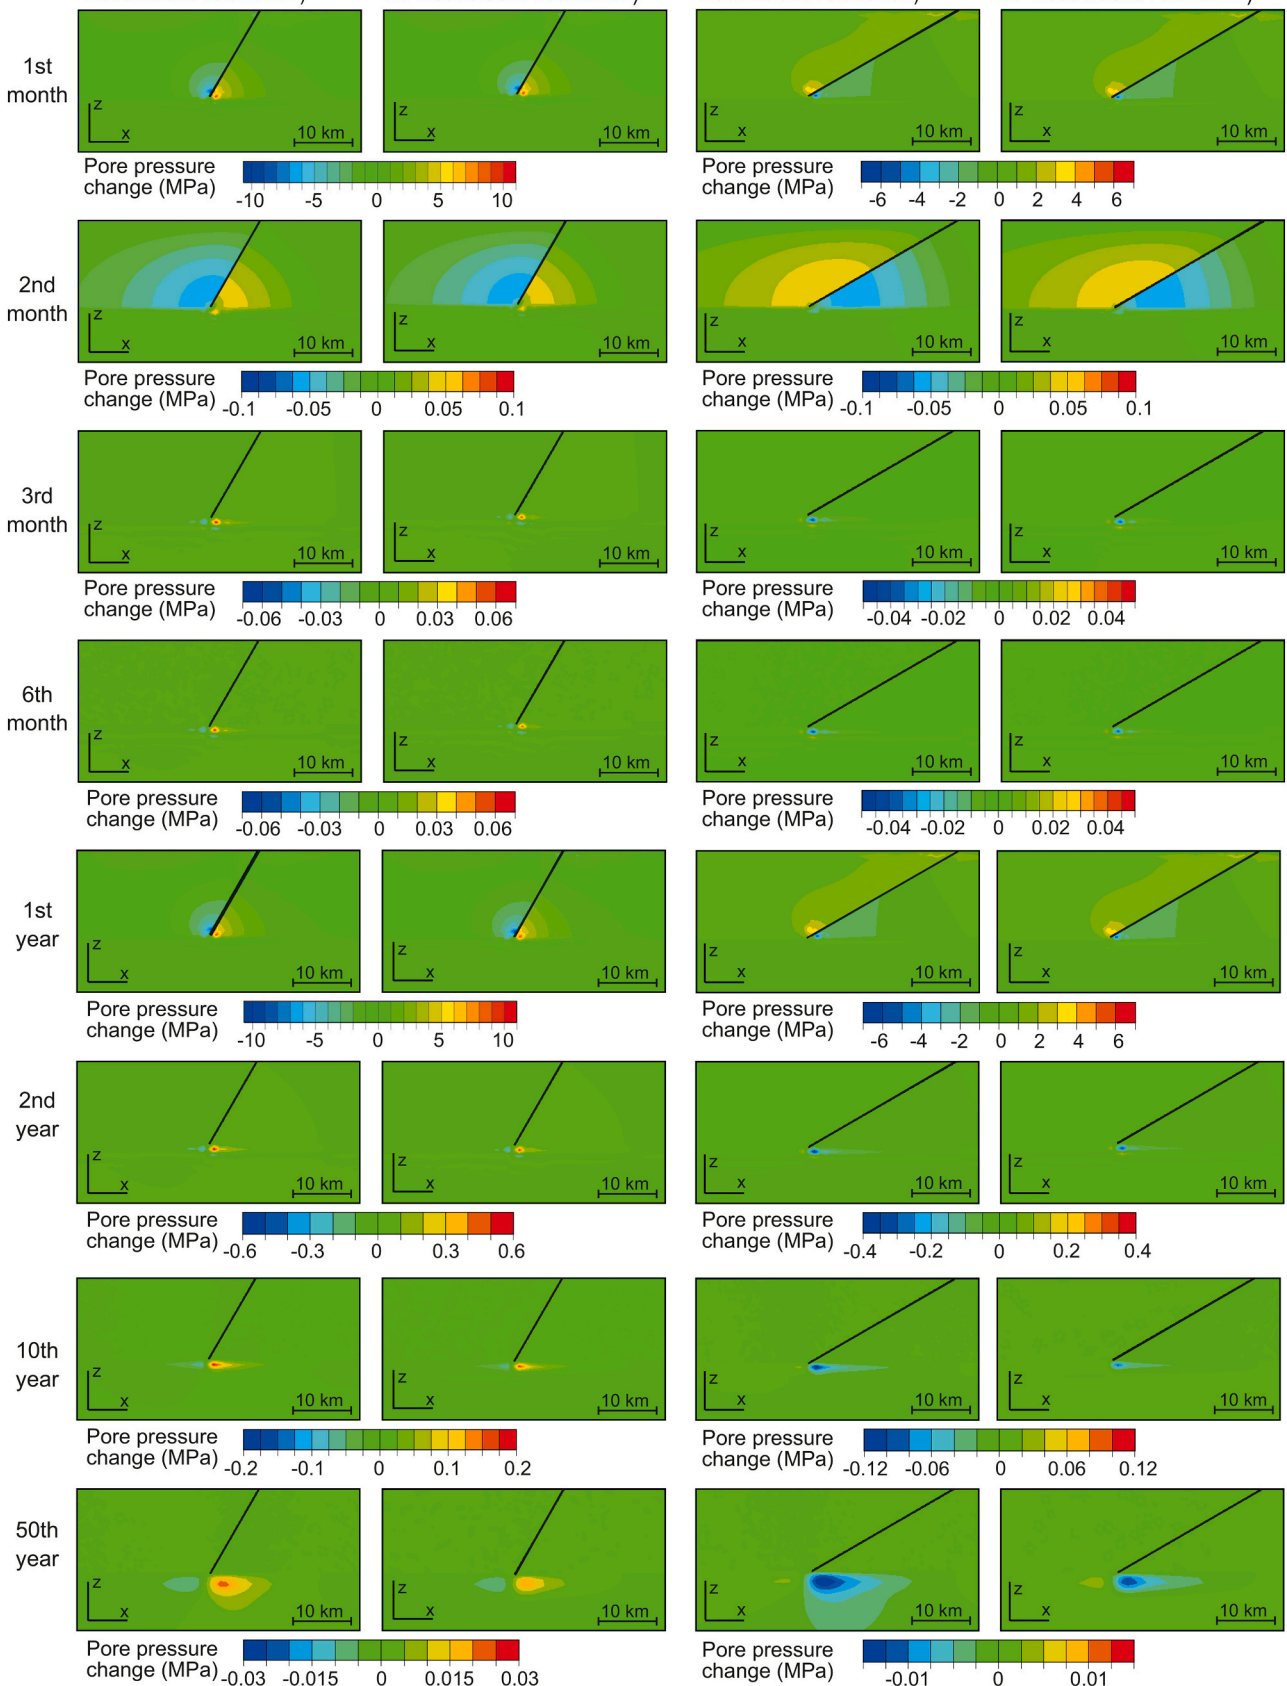 1st
month
z
x
10 km
z
x
10 km
z
x
10 km
z
x
10 km
Pore pressure
change (MPa)
-10 -5 0 5 10
Pore pressure
change (MPa)
-6 -4 -2 0 2 4 6
2nd
month
z
x
10 km
z
x
10 km
z
x
10 km
z
x
10 km
Pore pressure
change (MPa)
-0.1 -0.05 0 0.05 0.1
Pore pressure
change (MPa)
-0.1 -0.05 0 0.05 0.1
3rd
month
z
x
10 km
z
x
10 km
z
x
10 km
z
x
10 km
Pore pressure
change (MPa)
-0.06 -0.03 0 0.03 0.06
Pore pressure
change (MPa)
-0.04 -0.02 0 0.02 0.04
6th
month
z
x
10 km
z
x
10 km
z
x
10 km
z
x
10 km
Pore pressure
change (MPa)
-0.06 -0.03 0 0.03 0.06
Pore pressure
change (MPa)
-0.04 -0.02 0 0.02 0.04
1st
year
z
x
10 km
z
x
10 km
z
x
10 km
z
x
10 km
Pore pressure
change (MPa)
-10 -5 0 5 10
Pore pressure
change (MPa)
-6 -4 -2 0 2 4 6
2nd
year
z
x
10 km
z
x
10 km
z
x
10 km
z
x
10 km
Pore pressure
change (MPa)
-0.6 -0.3 0 0.3 0.6
Pore pressure
change (MPa)
-0.4 -0.2 0 0.2 0.4
10th
year
z
x
10 km
z
x
10 km
z
x
10 km
z
x
10 km
Pore pressure
change (MPa)
-0.2 -0.1 0 0.1 0.2
Pore pressure
change (MPa)
-0.12 -0.06 0 0.06 0.12
50th
year
z
x
10 km
z
x
10 km
z
x
10 km
z
x
10 km
Pore pressure
change (MPa)
-0.03 -0.015 0 0.015 0.03
Pore pressure
change (MPa)
-0.01 0 0.01